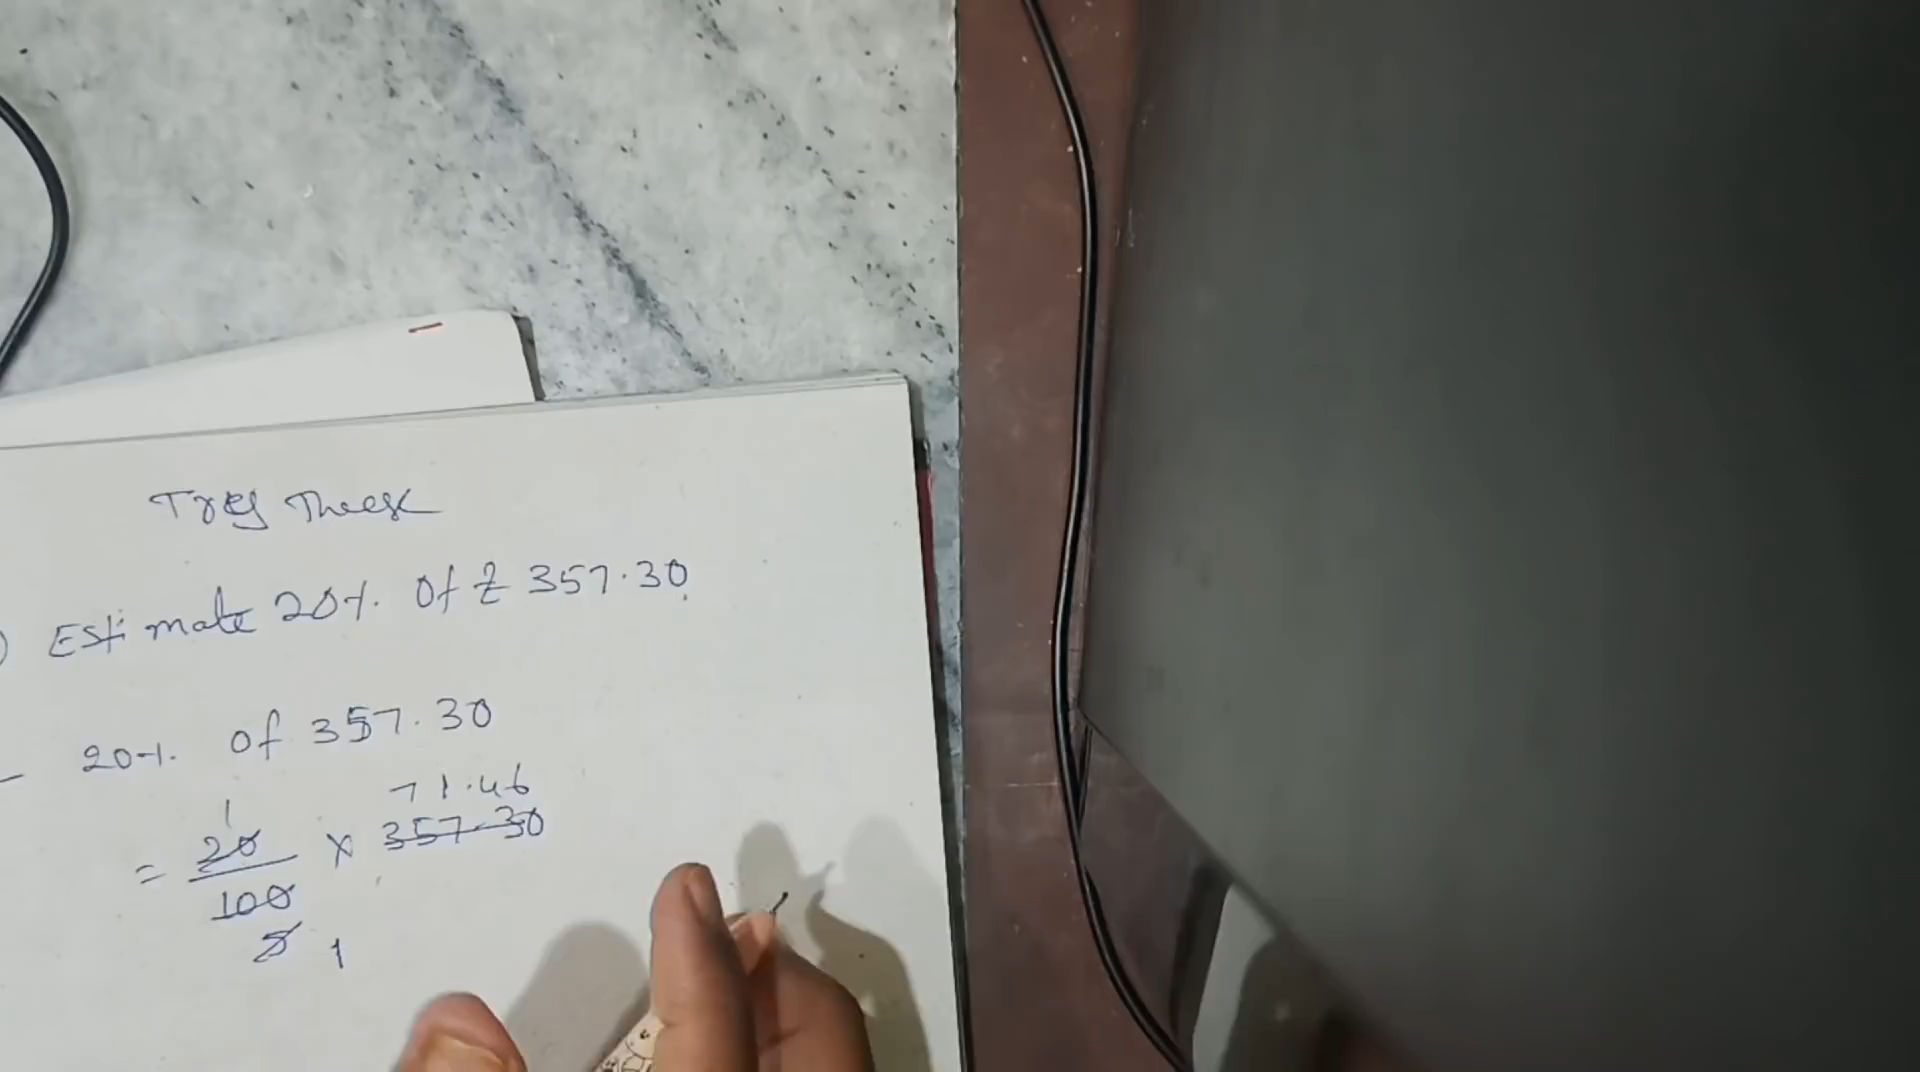 Try These
Estimate 20% Of ₹ 357.30
20% of 357.30
1 71.46
= 20/100 × 357.30
5 1